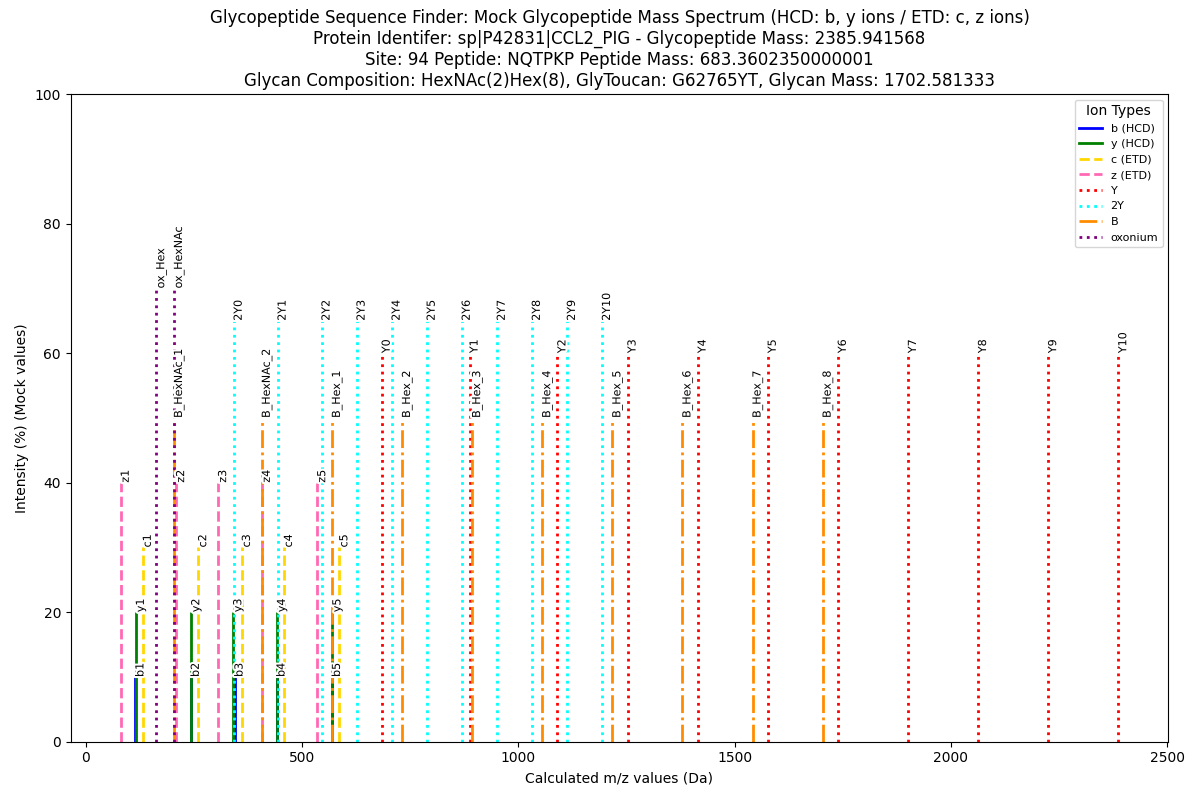 Glycopeptide Sequence Finder: Mock Glycopeptide Mass Spectrum (HCD: b, y ions / ETD: c, z ions)
Protein Identifer: sp|P42831|CCL2_PIG - Glycopeptide Mass: 2385.941568
Site: 94 Peptide: NQTPKP Peptide Mass: 683.3602350000001
Glycan Composition: HexNAc(2)Hex(8), GlyToucan: G62765YT, Glycan Mass: 1702.581333
Intensity (%) (Mock values)
100
80
60
40
20
0
Ion Types
b (HCD)
y (HCD)
c (ETD)
z (ETD)
Y
2Y
B
oxonium
ox_Hex
ox_HexNAc
2Y0
2Y1
2Y2
2Y3
2Y4
2Y5
2Y6
2Y7
2Y8
2Y9
2Y10
Y0
Y1
Y2
Y3
Y4
Y5
Y6
Y7
Y8
Y9
Y10
B_HexNAc_1
B_HexNAc_2
B_Hex_1
B_Hex_2
B_Hex_3
B_Hex_4
B_Hex_5
B_Hex_6
B_Hex_7
B_Hex_8
z1
z2
z3
z4
z5
c1
c2
c3
c4
c5
y1
y2
y3
y4
y5
b1
b2
b3
b4
b5
0
500
1000
1500
2000
2500
Calculated m/z values (Da)